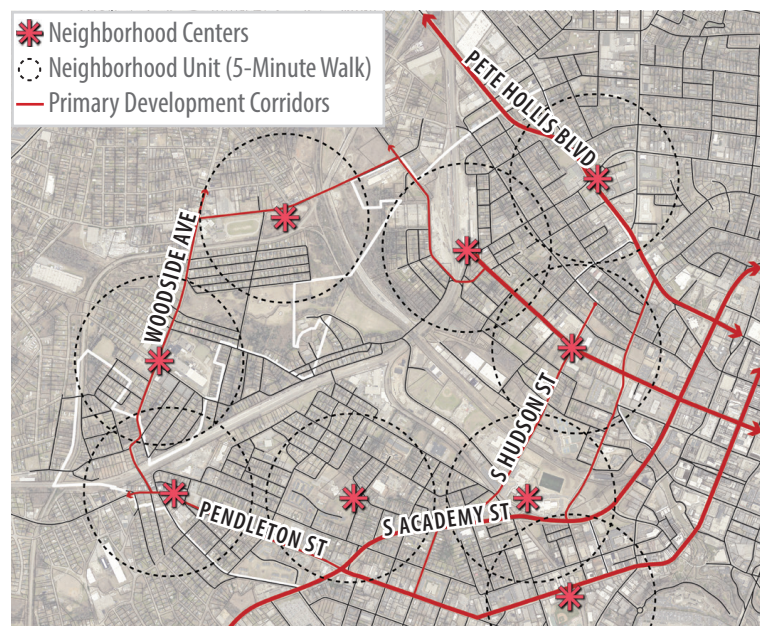 Neighborhood Centers
Neighborhood Unit (5-Minute Walk)
Primary Development Corridors
PETE HOLLIS BLVD
WOODSIDE AVE
S HUDSON ST
S ACADEMY ST
PENDLETON ST